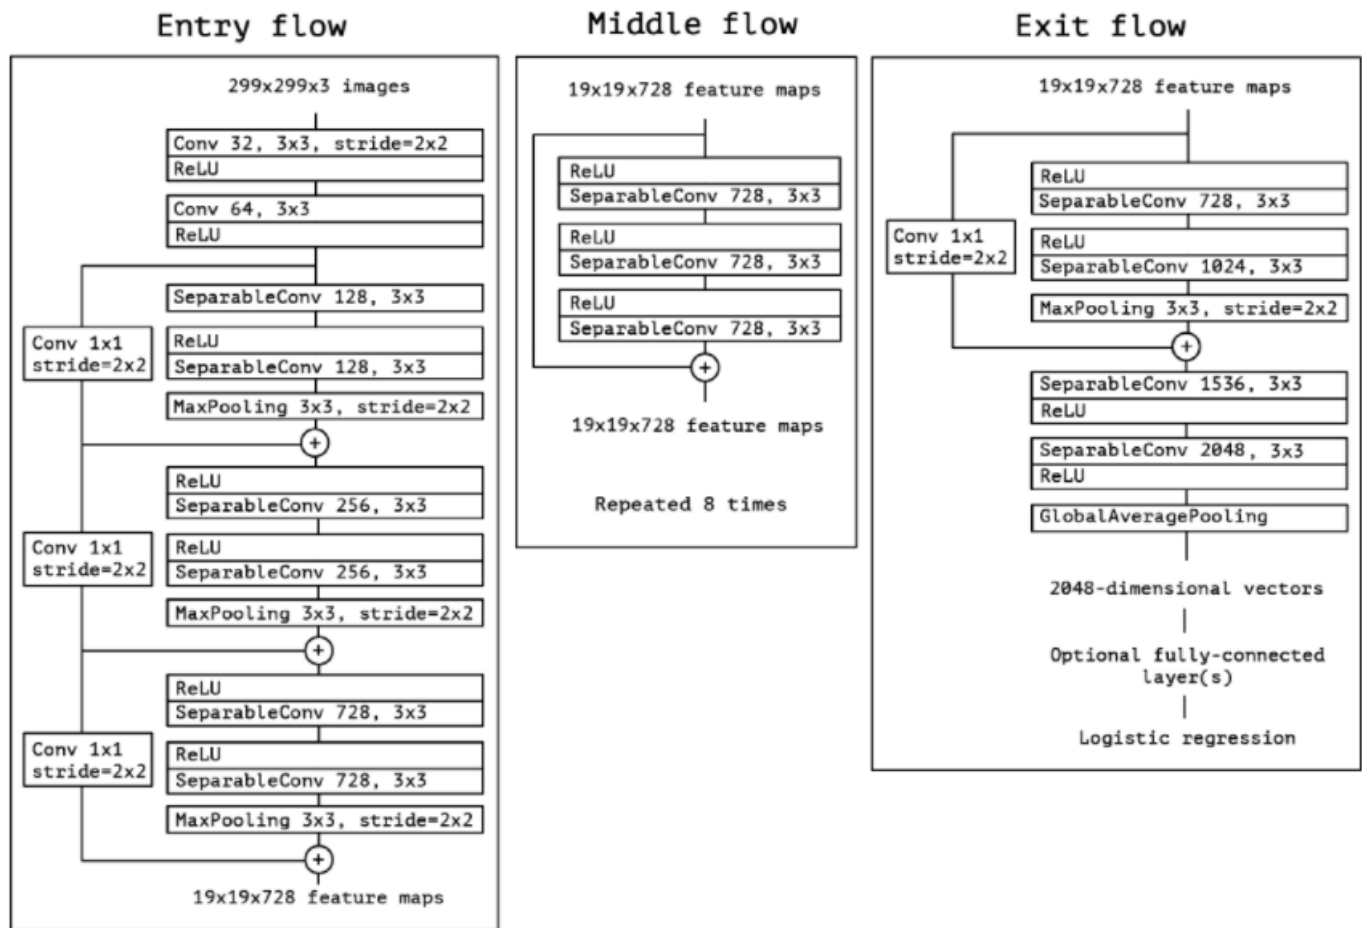 Entry flow
299x299x3 images
Conv 32, 3x3, stride=2x2
ReLU
Conv 64, 3x3
ReLU
SeparableConv 128, 3x3
Conv 1x1
stride=2x2
ReLU
SeparableConv 128, 3x3
MaxPooling 3x3, stride=2x2
+
ReLU
SeparableConv 256, 3x3
Conv 1x1
stride=2x2
ReLU
SeparableConv 256, 3x3
MaxPooling 3x3, stride=2x2
+
ReLU
SeparableConv 728, 3x3
Conv 1x1
stride=2x2
ReLU
SeparableConv 728, 3x3
MaxPooling 3x3, stride=2x2
+
19x19x728 feature maps
Middle flow
19x19x728 feature maps
ReLU
SeparableConv 728, 3x3
ReLU
SeparableConv 728, 3x3
ReLU
SeparableConv 728, 3x3
+
19x19x728 feature maps
Repeated 8 times
Exit flow
19x19x728 feature maps
ReLU
SeparableConv 728, 3x3
Conv 1x1
stride=2x2
ReLU
SeparableConv 1024, 3x3
MaxPooling 3x3, stride=2x2
+
SeparableConv 1536, 3x3
ReLU
SeparableConv 2048, 3x3
ReLU
GlobalAveragePooling
2048-dimensional vectors
Optional fully-connected
layer(s)
Logistic regression